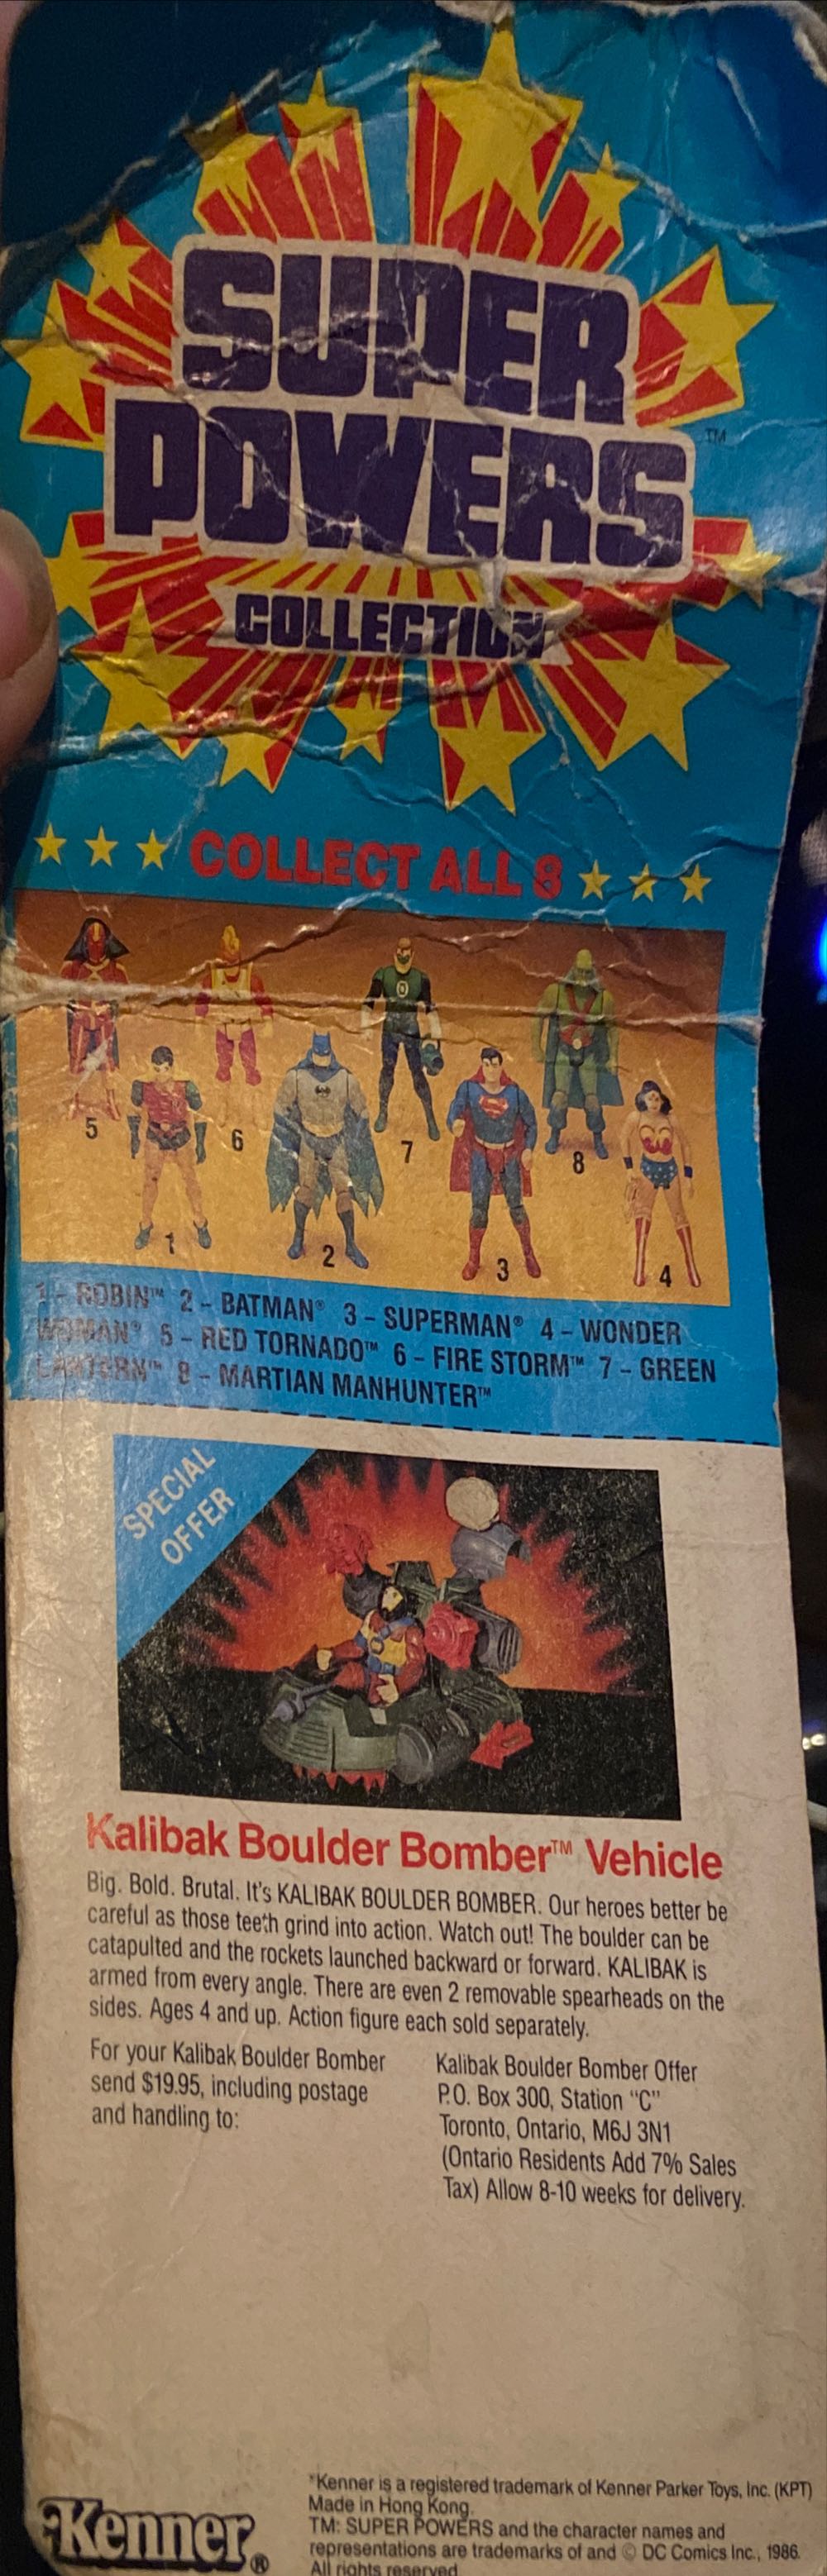 SUPER
POWERS™
COLLECTION
COLLECT ALL 8
5
6
7
8
1
2
3
4
1 - ROBIN™ 2 - BATMAN® 3 - SUPERMAN® 4 - WONDER
WOMAN® 5 - RED TORNADO™ 6 - FIRE STORM™ 7 - GREEN
LANTERN™ 8 - MARTIAN MANHUNTER™
SPECIAL
OFFER
Kalibak Boulder Bomber™ Vehicle
Big. Bold. Brutal. It's KALIBAK BOULDER BOMBER. Our heroes better be
careful as those teeth grind into action. Watch out! The boulder can be
catapulted and the rockets launched backward or forward. KALIBAK is
armed from every angle. There are even 2 removable spearheads on the
sides. Ages 4 and up. Action figure each sold separately.
For your Kalibak Boulder Bomber
send $19.95, including postage
and handling to:
Kalibak Boulder Bomber Offer
P.O. Box 300, Station "C"
Toronto, Ontario, M6J 3N1
(Ontario Residents Add 7% Sales
Tax) Allow 8-10 weeks for delivery.
Kenner®
*Kenner is a registered trademark of Kenner Parker Toys, Inc. (KPT)
Made in Hong Kong.
TM: SUPER POWERS and the character names and
representations are trademarks of and © DC Comics Inc., 1986.
All rights reserved